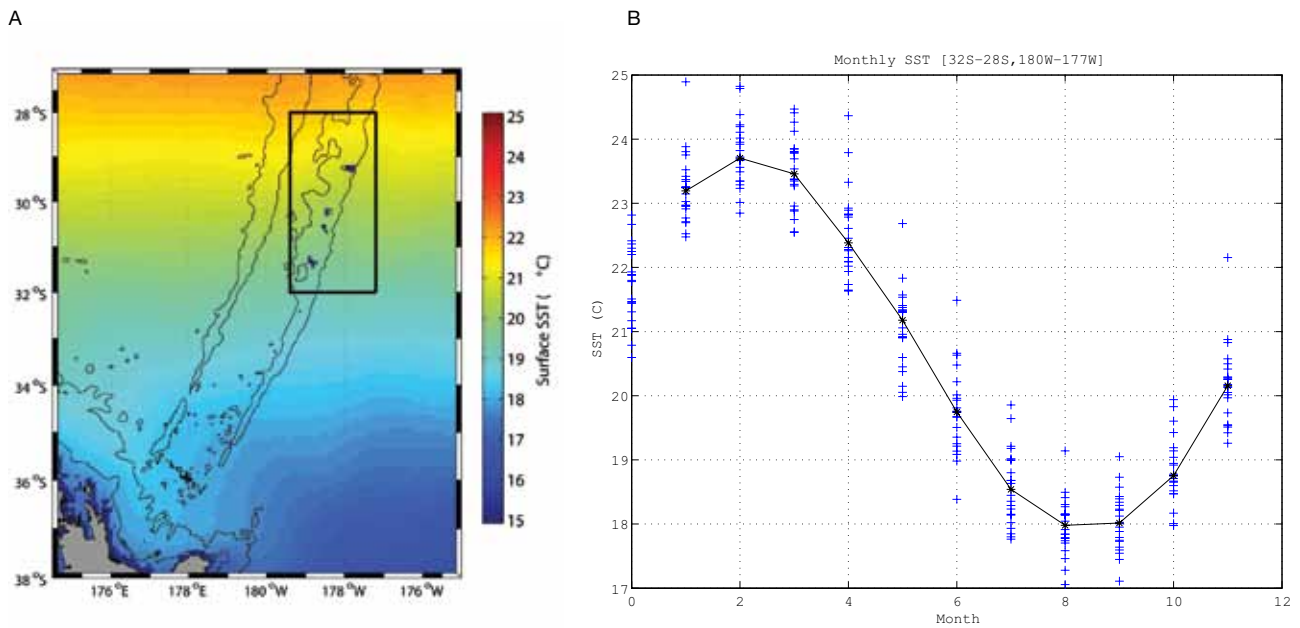 A
B
28 °S
30 °S
32 °S
34 °S
36 °S
38 °S
176 °E
178 °E
180 °W
178 °W
176 °W
25
24
23
22
21
20
19
18
17
16
15
Surface SST ( °C)
Monthly SST [32S-28S,180W-177W]
25
24
23
22
21
20
19
18
17
SST (C)
0
2
4
6
8
10
12
Month